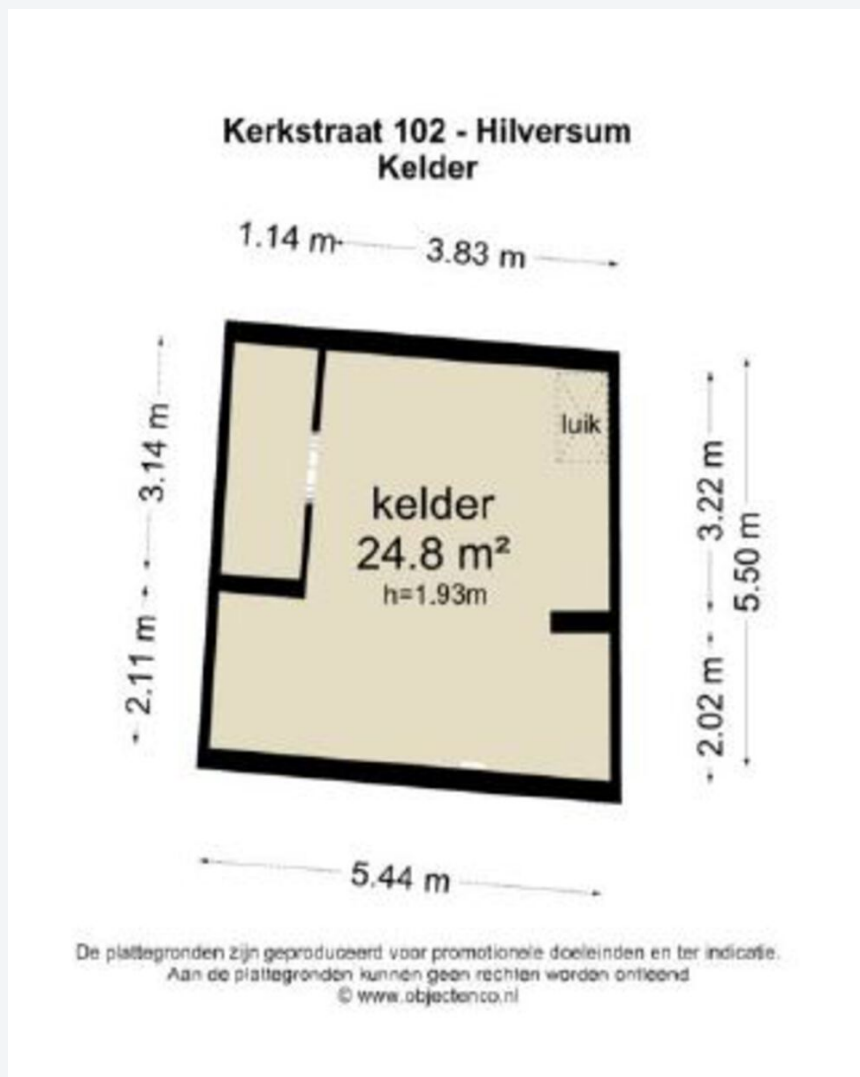 Kerkstraat 102 - Hilversum
Kelder
1.14 m
3.83 m
3.14 m
2.11 m
luik
kelder
24.8 m²
h=1.93m
3.22 m
5.50 m
2.02 m
5.44 m
De plattegronden zijn geproduceerd voor promotionele doeleinden en ter indicatie.
Aan de plattegronden kunnen geen rechten worden ontleend
© www.objectenco.nl